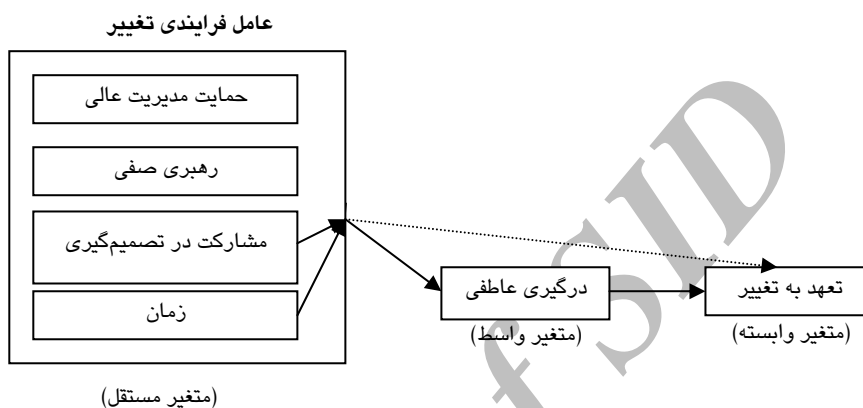 عامل فرایندی تغییر
حمایت مدیریت عالی
رهبری صفی
مشارکت در تصمیم‌گیری
زمان
(متغیر مستقل)
درگیری عاطفی
(متغیر واسط)
تعهد به تغییر
(متغیر وابسته)
f SID